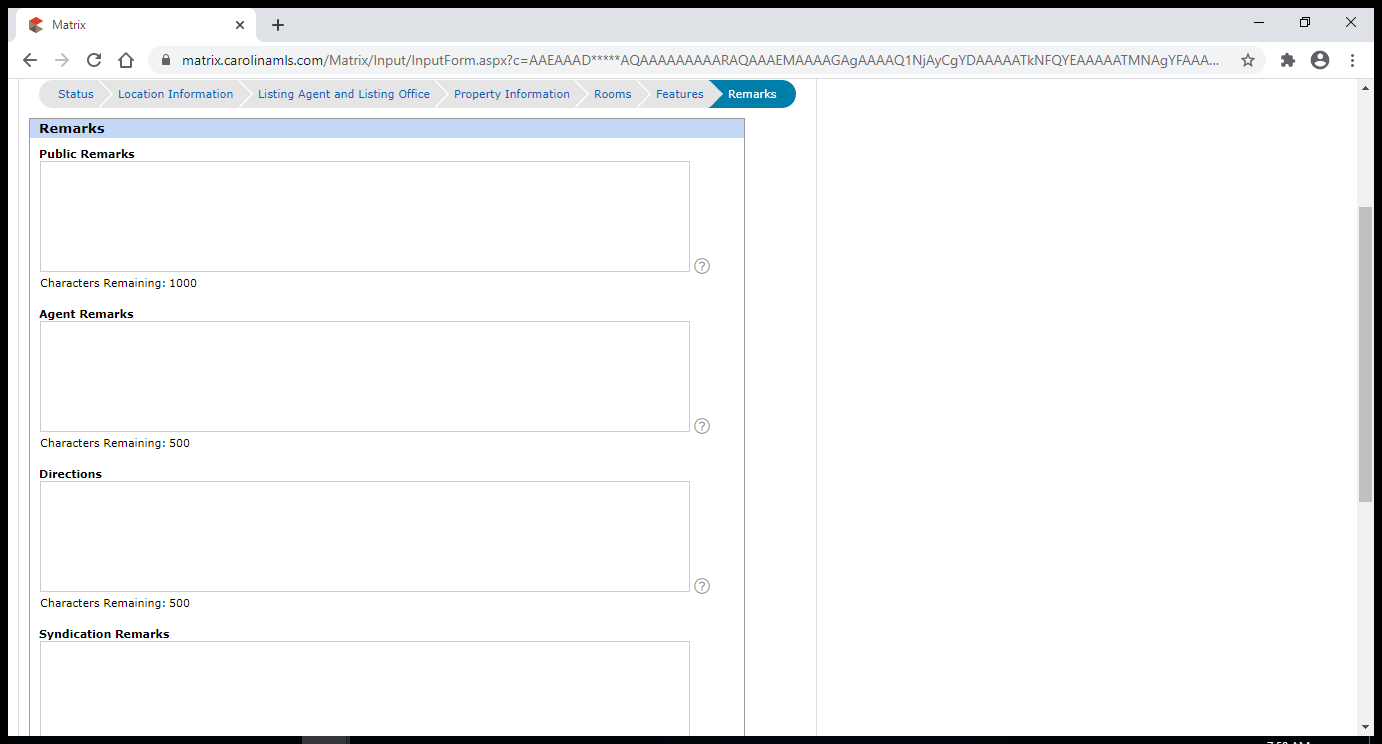 Matrix
matrix.carolinamls.com/Matrix/Input/InputForm.aspx?c=AAEAAAD*****AQAAAAAAAAARAQAAAEMAAAAGAgAAAAQ1NjAyCgYDAAAAATkNFQYEAAAAATMNAgYFAAA...
Status Location Information Listing Agent and Listing Office Property Information Rooms Features Remarks
Remarks
Public Remarks
?
Characters Remaining: 1000
Agent Remarks
?
Characters Remaining: 500
Directions
?
Characters Remaining: 500
Syndication Remarks